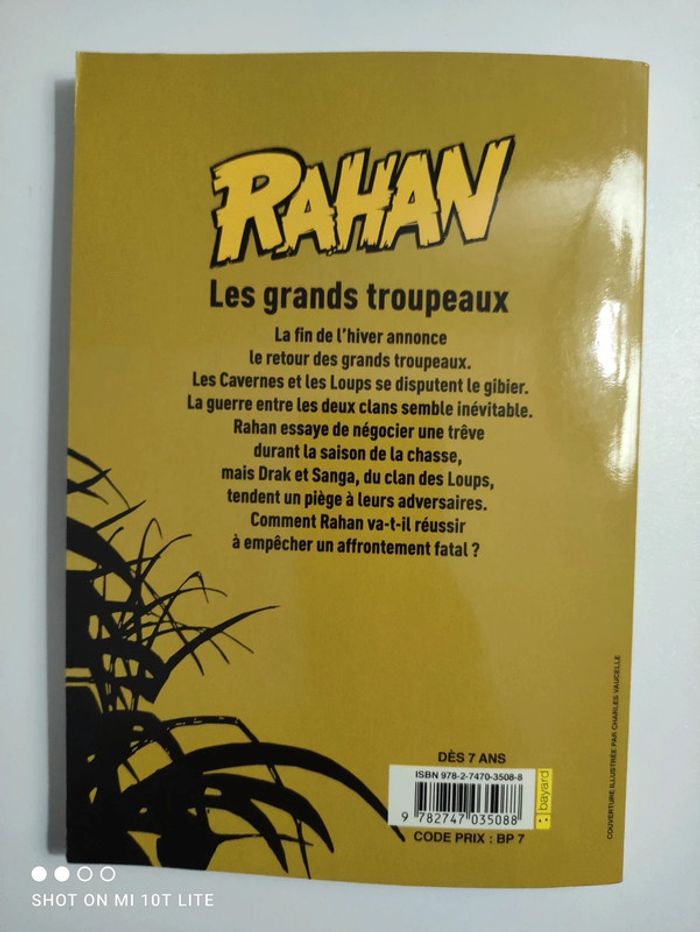 RAHAN
Les grands troupeaux
La fin de l'hiver annonce
le retour des grands troupeaux.
Les Cavernes et les Loups se disputent le gibier.
La guerre entre les deux clans semble inévitable.
Rahan essaye de négocier une trêve
durant la saison de la chasse,
mais Drak et Sanga, du clan des Loups,
tendent un piège à leurs adversaires.
Comment Rahan va-t-il réussir
à empêcher un affrontement fatal ?
COUVERTURE ILLUSTRÉE PAR CHARLES VAUCELLE
DÈS 7 ANS
ISBN 978-2-7470-3508-8
bayard
9 782747 035088
CODE PRIX : BP 7
SHOT ON MI 10T LITE